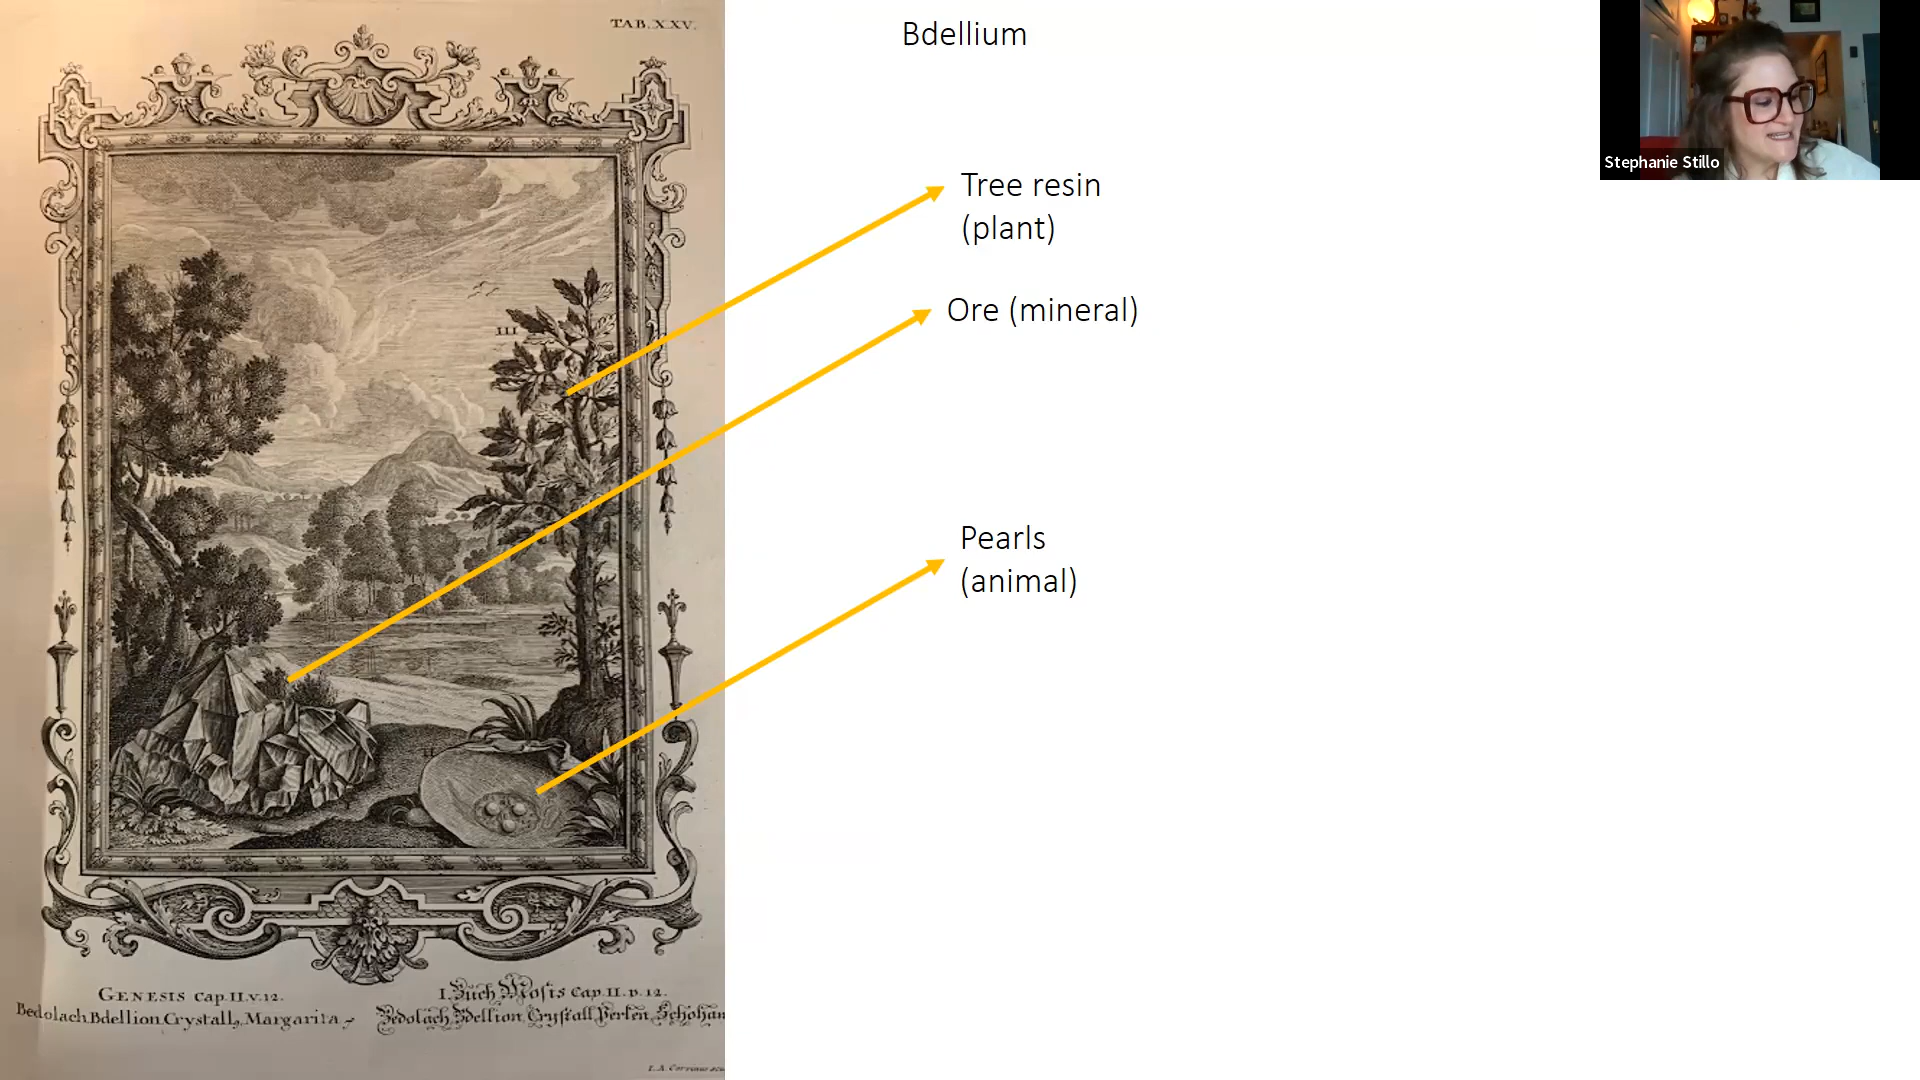 TAB. XXV.
Bdellium
Stephanie Stillo
Tree resin
(plant)
Ore (mineral)
III
Pearls
(animal)
II
GENESIS Cap. II. v. 12.
Bedolach Bdellion, Crystall, Margarita
I. Buch Mosis Cap. II. v. 12.
Bedolach Bdellion, Crystall, Perlen, Schoham